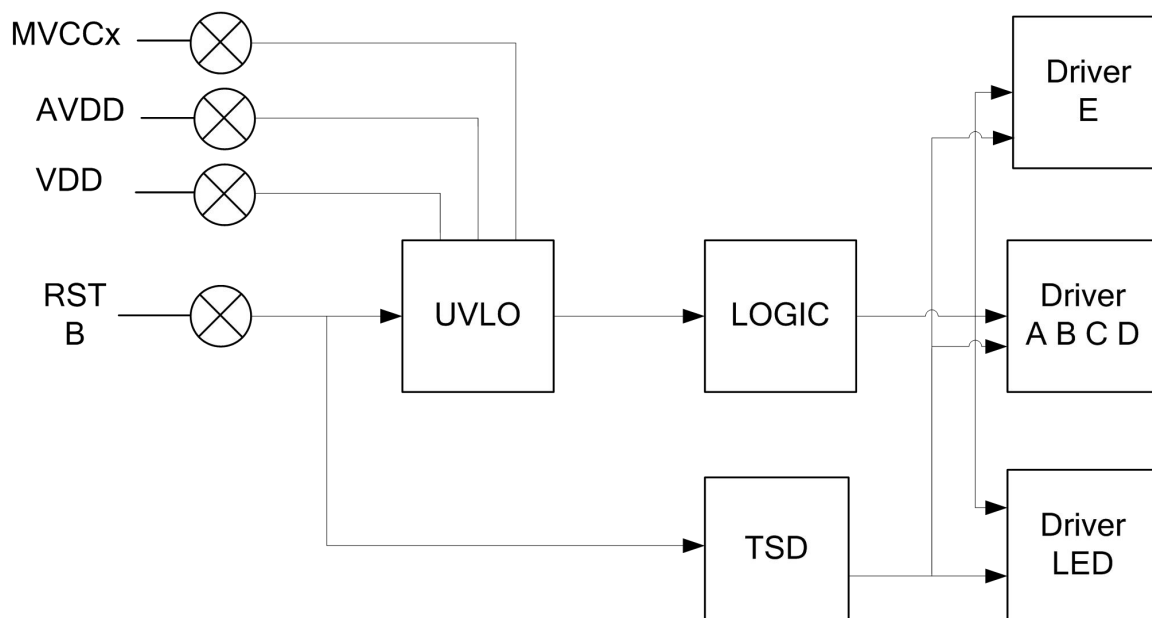 MVCCx
AVDD
VDD
RST
B
UVLO
LOGIC
TSD
Driver
E
Driver
A B C D
Driver
LED